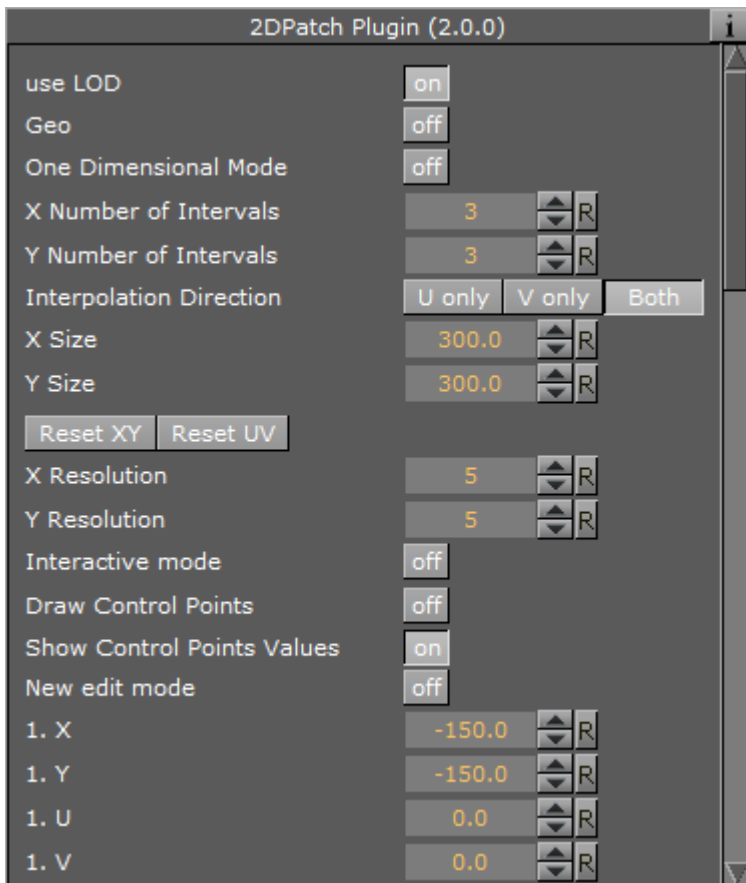 2DPatch Plugin (2.0.0) i
use LOD on
Geo off
One Dimensional Mode off
X Number of Intervals 3 R
Y Number of Intervals 3 R
Interpolation Direction U only V only Both
X Size 300.0 R
Y Size 300.0 R
Reset XY Reset UV
X Resolution 5 R
Y Resolution 5 R
Interactive mode off
Draw Control Points off
Show Control Points Values on
New edit mode off
1. X -150.0 R
1. Y -150.0 R
1. U 0.0 R
1. V 0.0 R